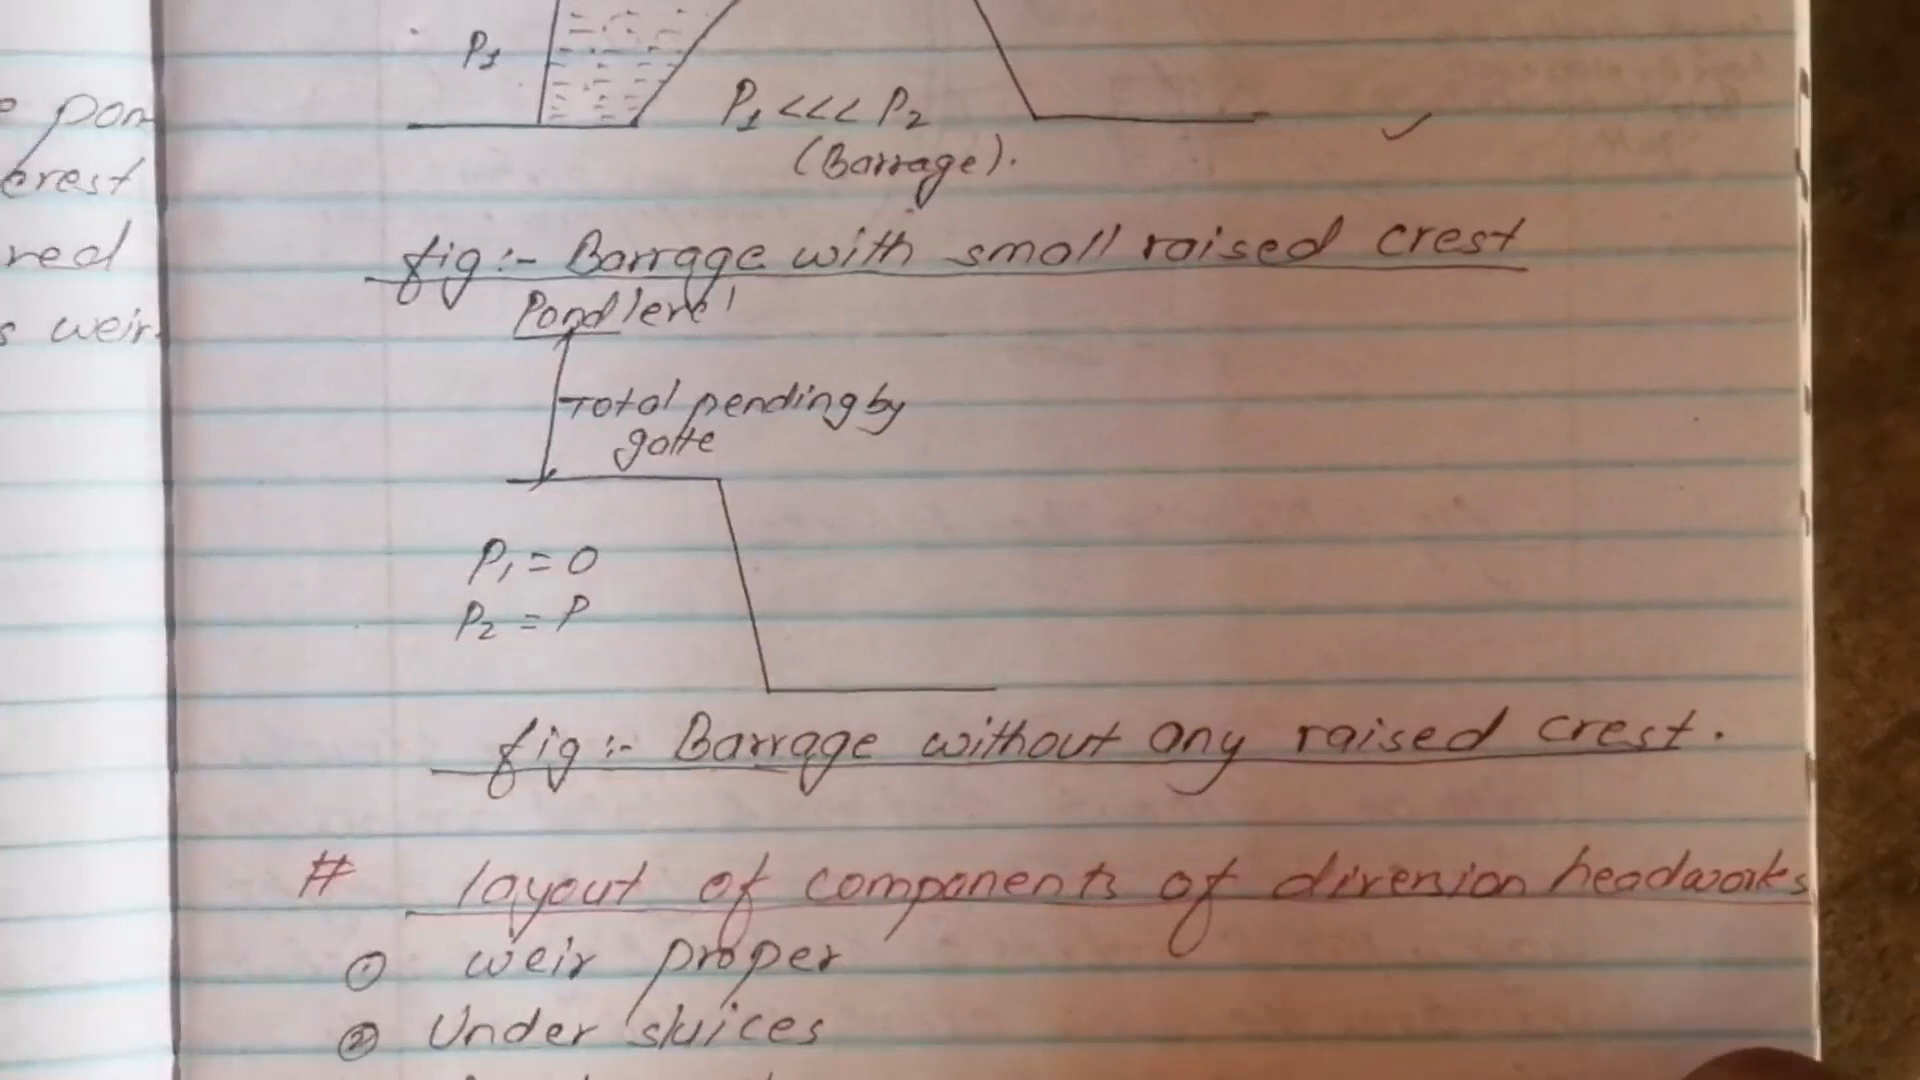 pon
crest
red
s weir.
P1
P1 <<< P2
(Barrage).
fig:- Barrage with small raised crest
Pond level
Total pending by
gatte
P1 = 0
P2 = P
fig:- Barrage without any raised crest.
# layout of components of diversion headworks
① weir proper
② Under sluices